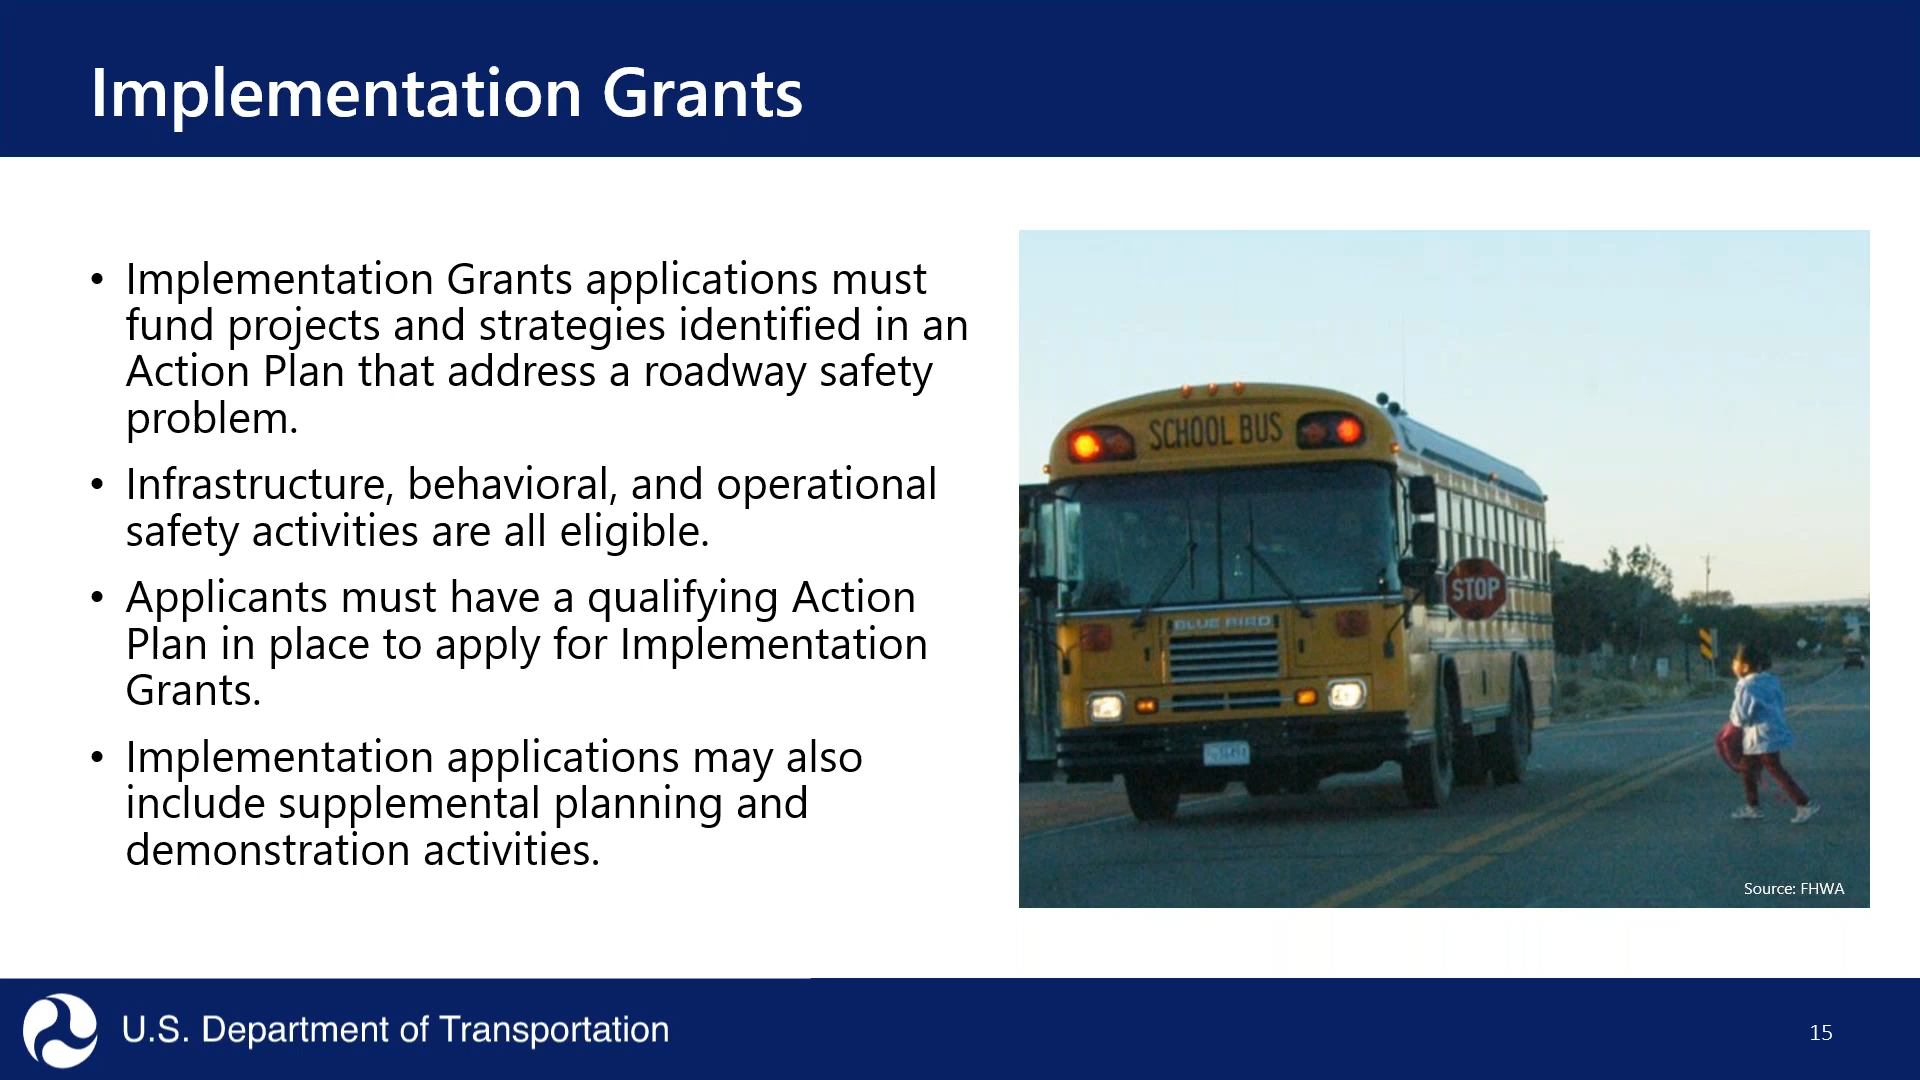 Implementation Grants
• Implementation Grants applications must
fund projects and strategies identified in an
Action Plan that address a roadway safety
problem.
• Infrastructure, behavioral, and operational
safety activities are all eligible.
• Applicants must have a qualifying Action
Plan in place to apply for Implementation
Grants.
• Implementation applications may also
include supplemental planning and
demonstration activities.
SCHOOL BUS
STOP
BLUE BIRD
Source: FHWA
U.S. Department of Transportation
15